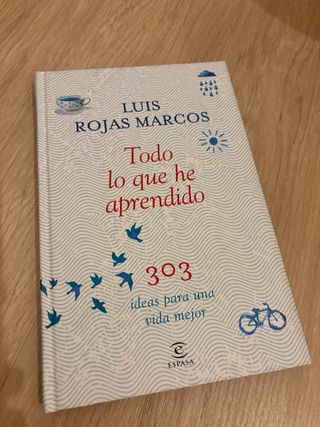 LUIS
ROJAS MARCOS
Todo
lo que he
aprendido
303
ideas para una
vida mejor
e
ESPASA